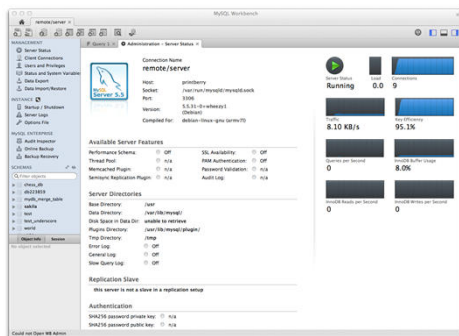 MySQL Workbench
remote/server
MANAGEMENT
Server Status
Client Connections
Users and Privileges
Status and System Variable
Data Export
Data Import/Restore
INSTANCE
Startup / Shutdown
Server Logs
Options File
MYSQL ENTERPRISE
Audit Inspector
Online Backup
Backup Recovery
SCHEMAS
Filter objects
chess_db
db223859
mydb_merge_table
sakila
test
test_underscore
world
Object Info Session
Query 1
Administration - Server Status
MySQL
Server 5.5
Connection Name
remote/server
Host: printberry
Socket: /var/run/mysqld/mysqld.sock
Port: 3306
Version: 5.5.31-0+wheezy1
(Debian)
Compiled For: debian-linux-gnu (armv7l)
Available Server Features
Performance Schema: Off SSL Availability: Off
Thread Pool: n/a PAM Authentication: Off
Memcached Plugin: n/a Password Validation: n/a
Semisync Replication Plugin: n/a Audit Log: n/a
Server Directories
Base Directory: /usr
Data Directory: /var/lib/mysql/
Disk Space in Data Dir: unable to retrieve
Plugins Directory: /usr/lib/mysql/plugin/
Tmp Directory: /tmp
Error Log: Off
General Log: Off
Slow Query Log: Off
Replication Slave
this server is not a slave in a replication setup
Authentication
SHA256 password private key: n/a
SHA256 password public key: n/a
Server Status Load Connections
Running 0.0 9
Traffic Key Efficiency
8.10 KB/s 95.1%
Queries per Second InnoDB Buffer Usage
0 8.0%
InnoDB Reads per Second InnoDB Writes per Second
0 0
Could not Open WB Admin